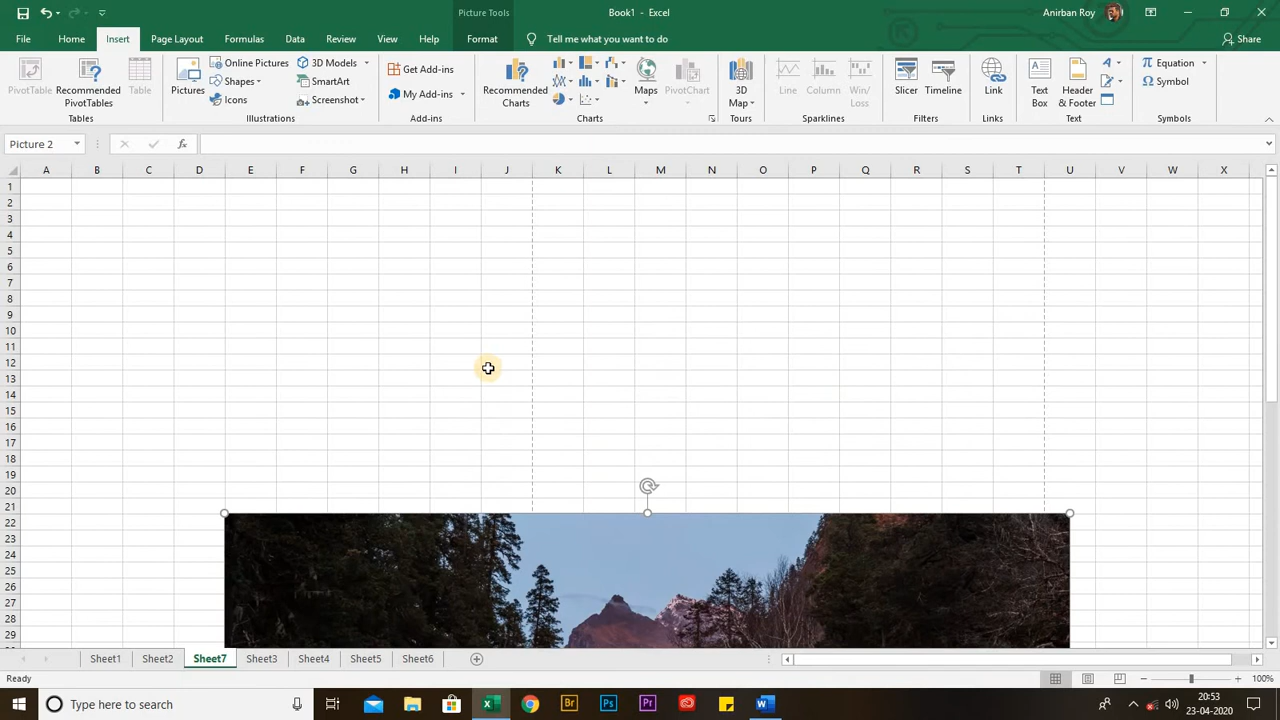 Picture Tools
Book1 - Excel
Anirban Roy
File Home Insert Page Layout Formulas Data Review View Help Format Tell me what you want to do Share
PivotTable
Recommended
PivotTables
Table
Tables
Pictures
Online Pictures
Shapes
Icons
3D Models
SmartArt
Screenshot
Illustrations
Get Add-ins
My Add-ins
Add-ins
Recommended
Charts
Maps
PivotChart
Charts
3D
Map
Tours
Line
Column
Win/
Loss
Sparklines
Slicer
Timeline
Filters
Link
Links
Text
Box
Header
& Footer
Text
π Equation
Ω Symbol
Symbols
Picture 2
fx
A B C D E F G H I J K L M N O P Q R S T U V W X
1
2
3
4
5
6
7
8
9
10
11
12
13
14
15
16
17
18
19
20
21
22
23
24
25
26
27
28
29
Sheet1 Sheet2 Sheet7 Sheet3 Sheet4 Sheet5 Sheet6
Ready
100%
Type here to search
Br
Ps
Pr
20:53
23-04-2020